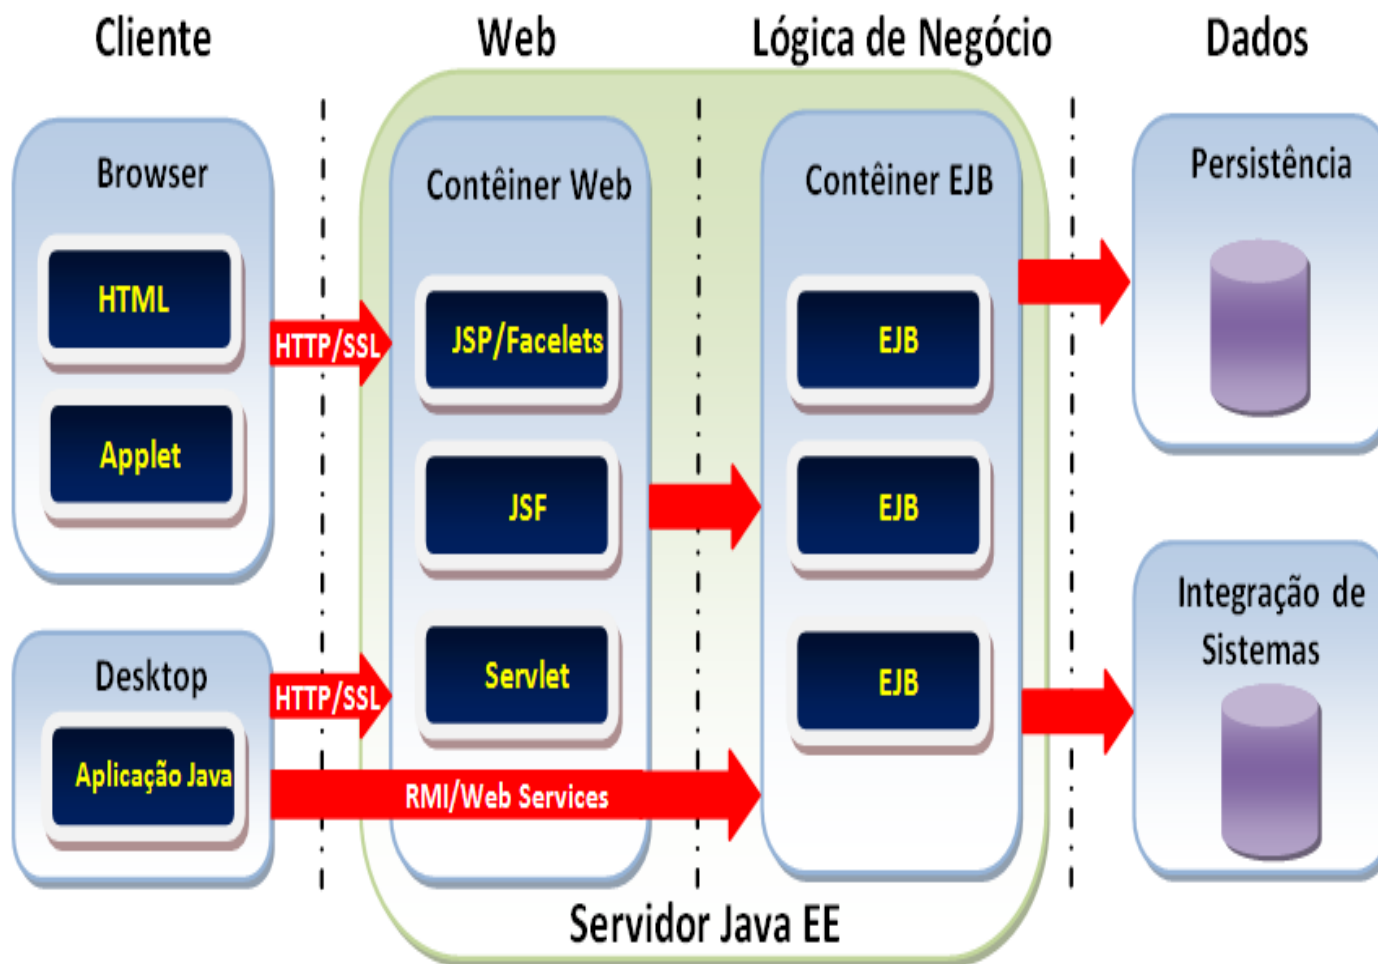 Cliente
Web
Lógica de Negócio
Dados
Browser
HTML
Applet
HTTP/SSL
Desktop
Aplicação Java
HTTP/SSL
RMI/Web Services
Contêiner Web
JSP/Facelets
JSF
Servlet
Contêiner EJB
EJB
EJB
EJB
Persistência
Integração de
Sistemas
Servidor Java EE